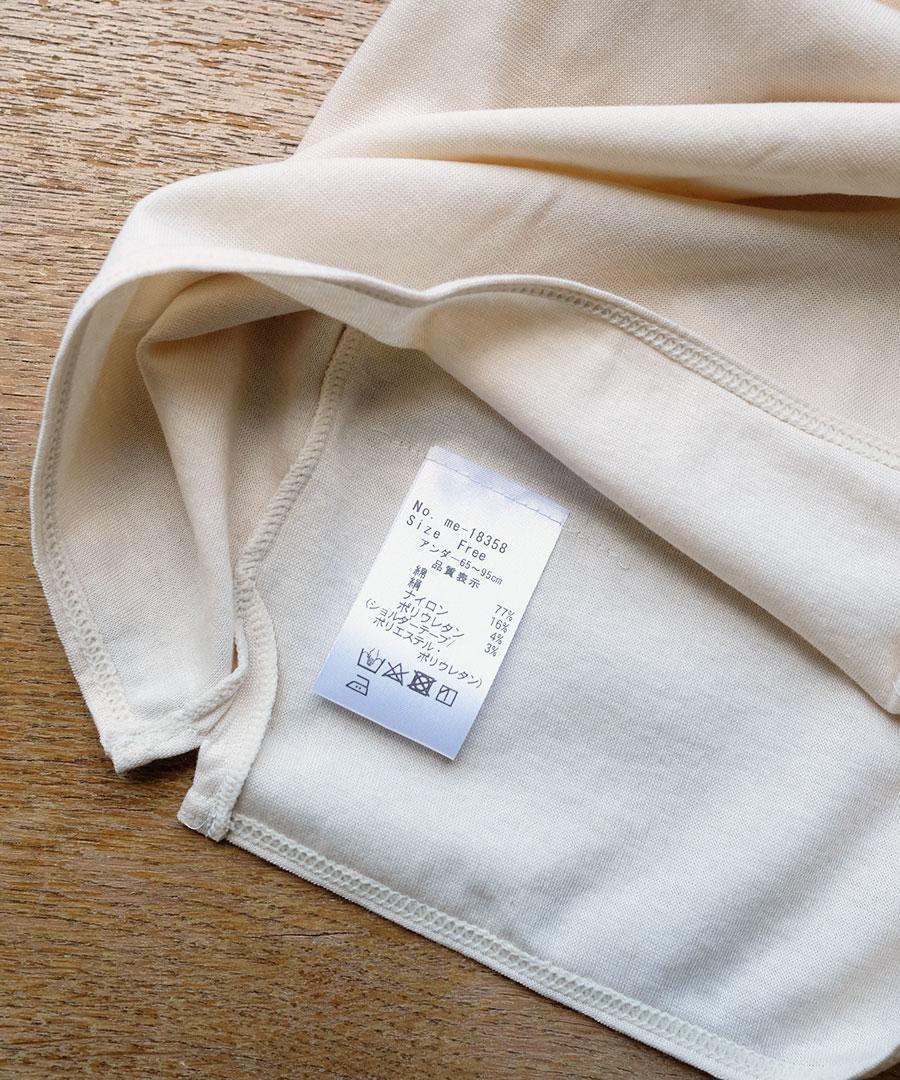 No. me-18358
Size Free
アンダー65～95cm
品質表示
綿 77%
絹 16%
ナイロン 4%
ポリウレタン 3%
(ショルダーテープ/
ポリエステル・
ポリウレタン)